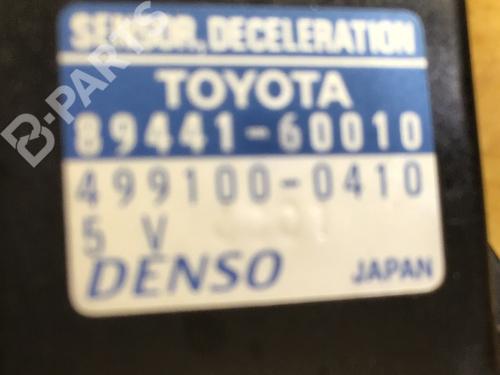 SENSOR, DECELERATION
TOYOTA
89441-60010
499100-0410
5 V
DENSO JAPAN
B-PARTS